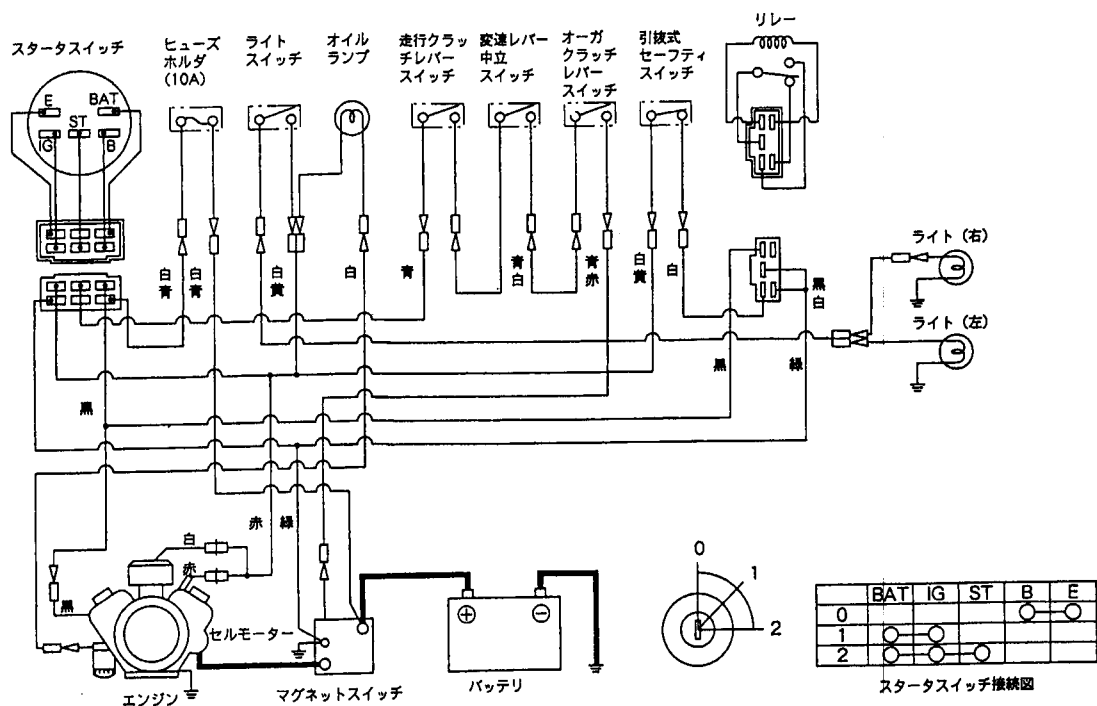 リレー
スタータスイッチ
ヒューズ
ホルダ
(10A)
ライト
スイッチ
オイル
ランプ
走行クラッ
チレバー
スイッチ
変速レバー
中立
スイッチ
オーガ
クラッチ
レバー
スイッチ
引抜式
セーフティ
スイッチ
E
BAT
ST
IG
B
白
青
白
青
白
黄
白
青
青
白
青
赤
白
黄
白
黒
白
ライト（右）
ライト（左）
黒
緑
黒
赤
緑
白
赤
黒
セルモーター
エンジン
マグネットスイッチ
⊕
⊖
バッテリ
0
1
2
BAT IG ST B E
0
1
2
スタータスイッチ接続図